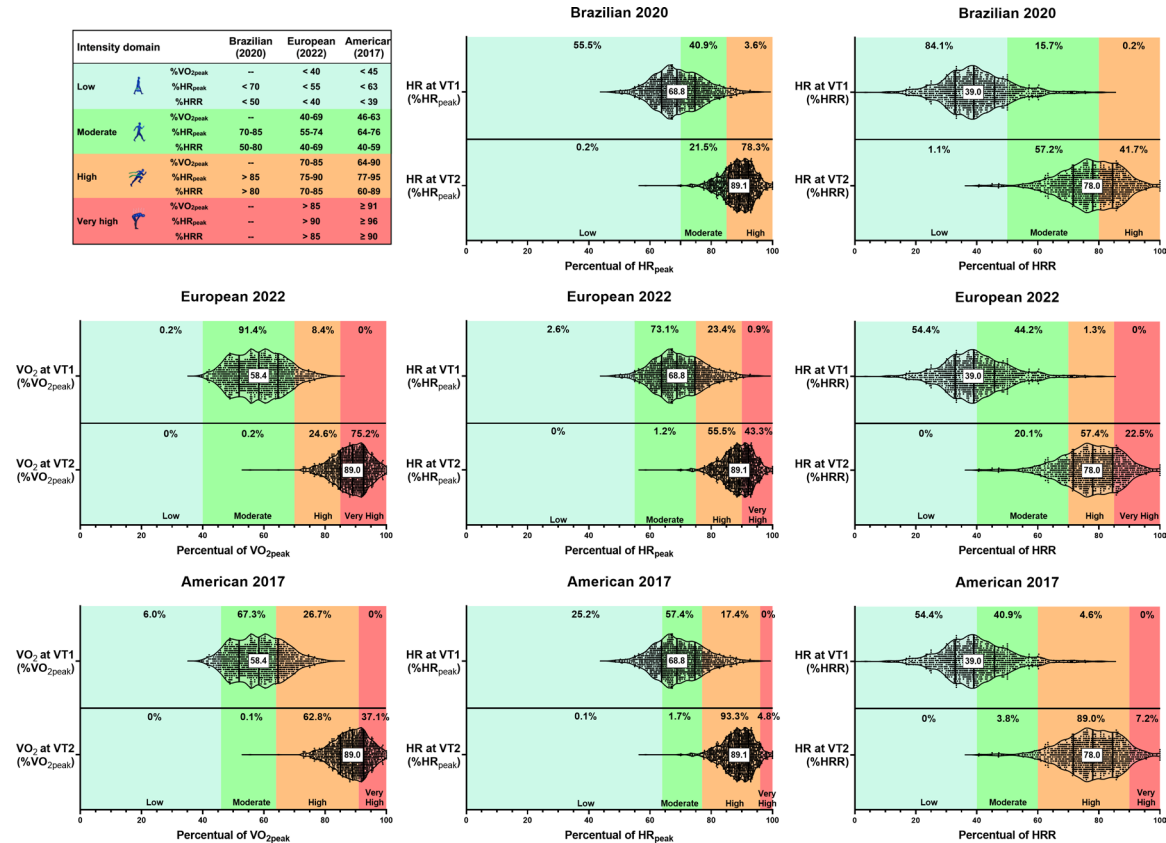 Brazilian 2020
Brazilian 2020
Intensity domain Brazilian (2020) European (2022) American (2017)
Low %VO2peak -- < 40 < 45
%HRpeak < 70 < 55 < 63
%HRR < 50 < 40 < 39
Moderate %VO2peak -- 40-69 46-63
%HRpeak 70-85 55-74 64-76
%HRR 50-80 40-69 40-59
High %VO2peak -- 70-85 64-90
%HRpeak > 85 75-90 77-95
%HRR > 80 70-85 60-89
Very high %VO2peak -- > 85 ≥ 91
%HRpeak -- > 90 ≥ 96
%HRR -- > 85 ≥ 90
55.5% 40.9% 3.6%
HR at VT1
(%HRpeak)
68.8
0.2% 21.5% 78.3%
HR at VT2
(%HRpeak)
89.1
Low Moderate High
0 20 40 60 80 100
Percentual of HRpeak
84.1% 15.7% 0.2%
HR at VT1
(%HRR)
39.0
1.1% 57.2% 41.7%
HR at VT2
(%HRR)
78.0
Low Moderate High
0 20 40 60 80 100
Percentual of HRR
European 2022
0.2% 91.4% 8.4% 0%
VO2 at VT1
(%VO2peak)
58.4
0% 0.2% 24.6% 75.2%
VO2 at VT2
(%VO2peak)
89.0
Low Moderate High Very High
0 20 40 60 80 100
Percentual of VO2peak
European 2022
2.6% 73.1% 23.4% 0.9%
HR at VT1
(%HRpeak)
68.8
0% 1.2% 55.5% 43.3%
HR at VT2
(%HRpeak)
89.1
Low Moderate High Very High
0 20 40 60 80 100
Percentual of HRpeak
European 2022
54.4% 44.2% 1.3% 0%
HR at VT1
(%HRR)
39.0
0% 20.1% 57.4% 22.5%
HR at VT2
(%HRR)
78.0
Low Moderate High Very High
0 20 40 60 80 100
Percentual of HRR
American 2017
6.0% 67.3% 26.7% 0%
VO2 at VT1
(%VO2peak)
58.4
0% 0.1% 62.8% 37.1%
VO2 at VT2
(%VO2peak)
89.0
Low Moderate High Very High
0 20 40 60 80 100
Percentual of VO2peak
American 2017
25.2% 57.4% 17.4% 0%
HR at VT1
(%HRpeak)
68.8
0.1% 1.7% 93.3% 4.8%
HR at VT2
(%HRpeak)
89.1
Low Moderate High Very High
0 20 40 60 80 100
Percentual of HRpeak
American 2017
54.4% 40.9% 4.6% 0%
HR at VT1
(%HRR)
39.0
0% 3.8% 89.0% 7.2%
HR at VT2
(%HRR)
78.0
Low Moderate High Very High
0 20 40 60 80 100
Percentual of HRR